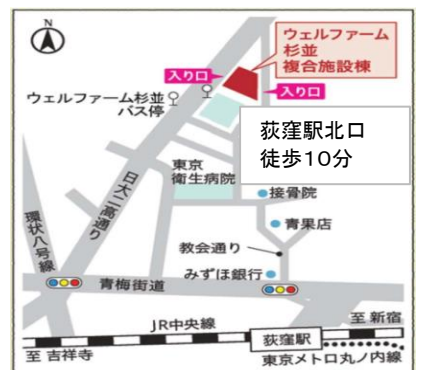 N
ウェルファーム
杉並
複合施設棟
入り口
入り口
ウェルファーム杉並
バス停
荻窪駅北口
徒歩10分
東京
衛生病院
接骨院
日大二高通り
青果店
環状八号線
教会通り
みずほ銀行
青梅街道
JR中央線
至 新宿
荻窪駅
至 吉祥寺
東京メトロ丸ノ内線